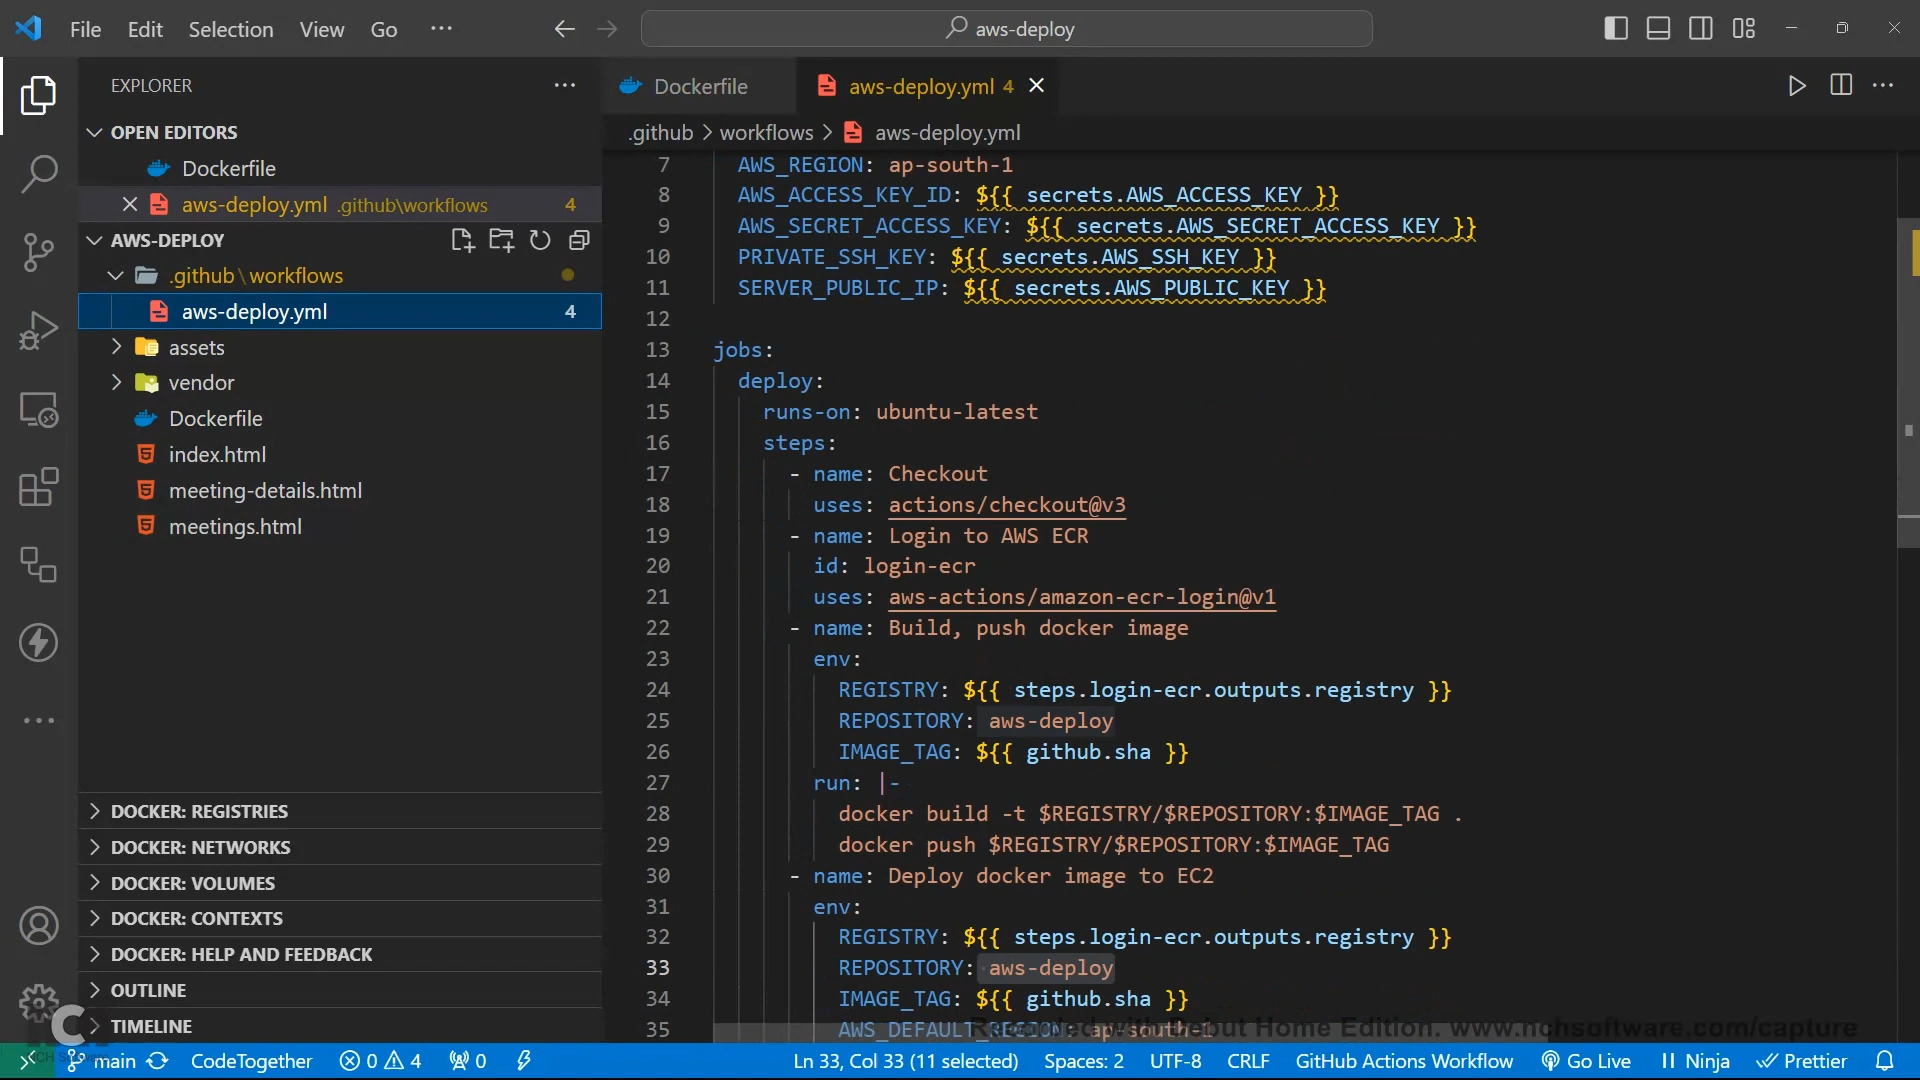 File Edit Selection View Go ··· aws-deploy
EXPLORER ···
OPEN EDITORS
Dockerfile
aws-deploy.yml .github\workflows 4
AWS-DEPLOY
.github\workflows
aws-deploy.yml 4
assets
vendor
Dockerfile
index.html
meeting-details.html
meetings.html
DOCKER: REGISTRIES
DOCKER: NETWORKS
DOCKER: VOLUMES
DOCKER: CONTEXTS
DOCKER: HELP AND FEEDBACK
OUTLINE
TIMELINE
Dockerfile aws-deploy.yml 4
.github > workflows > aws-deploy.yml
7 AWS_REGION: ap-south-1
8 AWS_ACCESS_KEY_ID: ${{ secrets.AWS_ACCESS_KEY }}
9 AWS_SECRET_ACCESS_KEY: ${{ secrets.AWS_SECRET_ACCESS_KEY }}
10 PRIVATE_SSH_KEY: ${{ secrets.AWS_SSH_KEY }}
11 SERVER_PUBLIC_IP: ${{ secrets.AWS_PUBLIC_KEY }}
12
13 jobs:
14 deploy:
15 runs-on: ubuntu-latest
16 steps:
17 - name: Checkout
18 uses: actions/checkout@v3
19 - name: Login to AWS ECR
20 id: login-ecr
21 uses: aws-actions/amazon-ecr-login@v1
22 - name: Build, push docker image
23 env:
24 REGISTRY: ${{ steps.login-ecr.outputs.registry }}
25 REPOSITORY: aws-deploy
26 IMAGE_TAG: ${{ github.sha }}
27 run: |-
28 docker build -t $REGISTRY/$REPOSITORY:$IMAGE_TAG .
29 docker push $REGISTRY/$REPOSITORY:$IMAGE_TAG
30 - name: Deploy docker image to EC2
31 env:
32 REGISTRY: ${{ steps.login-ecr.outputs.registry }}
33 REPOSITORY: aws-deploy
34 IMAGE_TAG: ${{ github.sha }}
35 AWS_DEFAULT_REGION: ap-south-1
Recorded with Debut Home Edition. www.nchsoftware.com/capture
main CodeTogether 0 4 0 Ln 33, Col 33 (11 selected) Spaces: 2 UTF-8 CRLF GitHub Actions Workflow Go Live Ninja Prettier